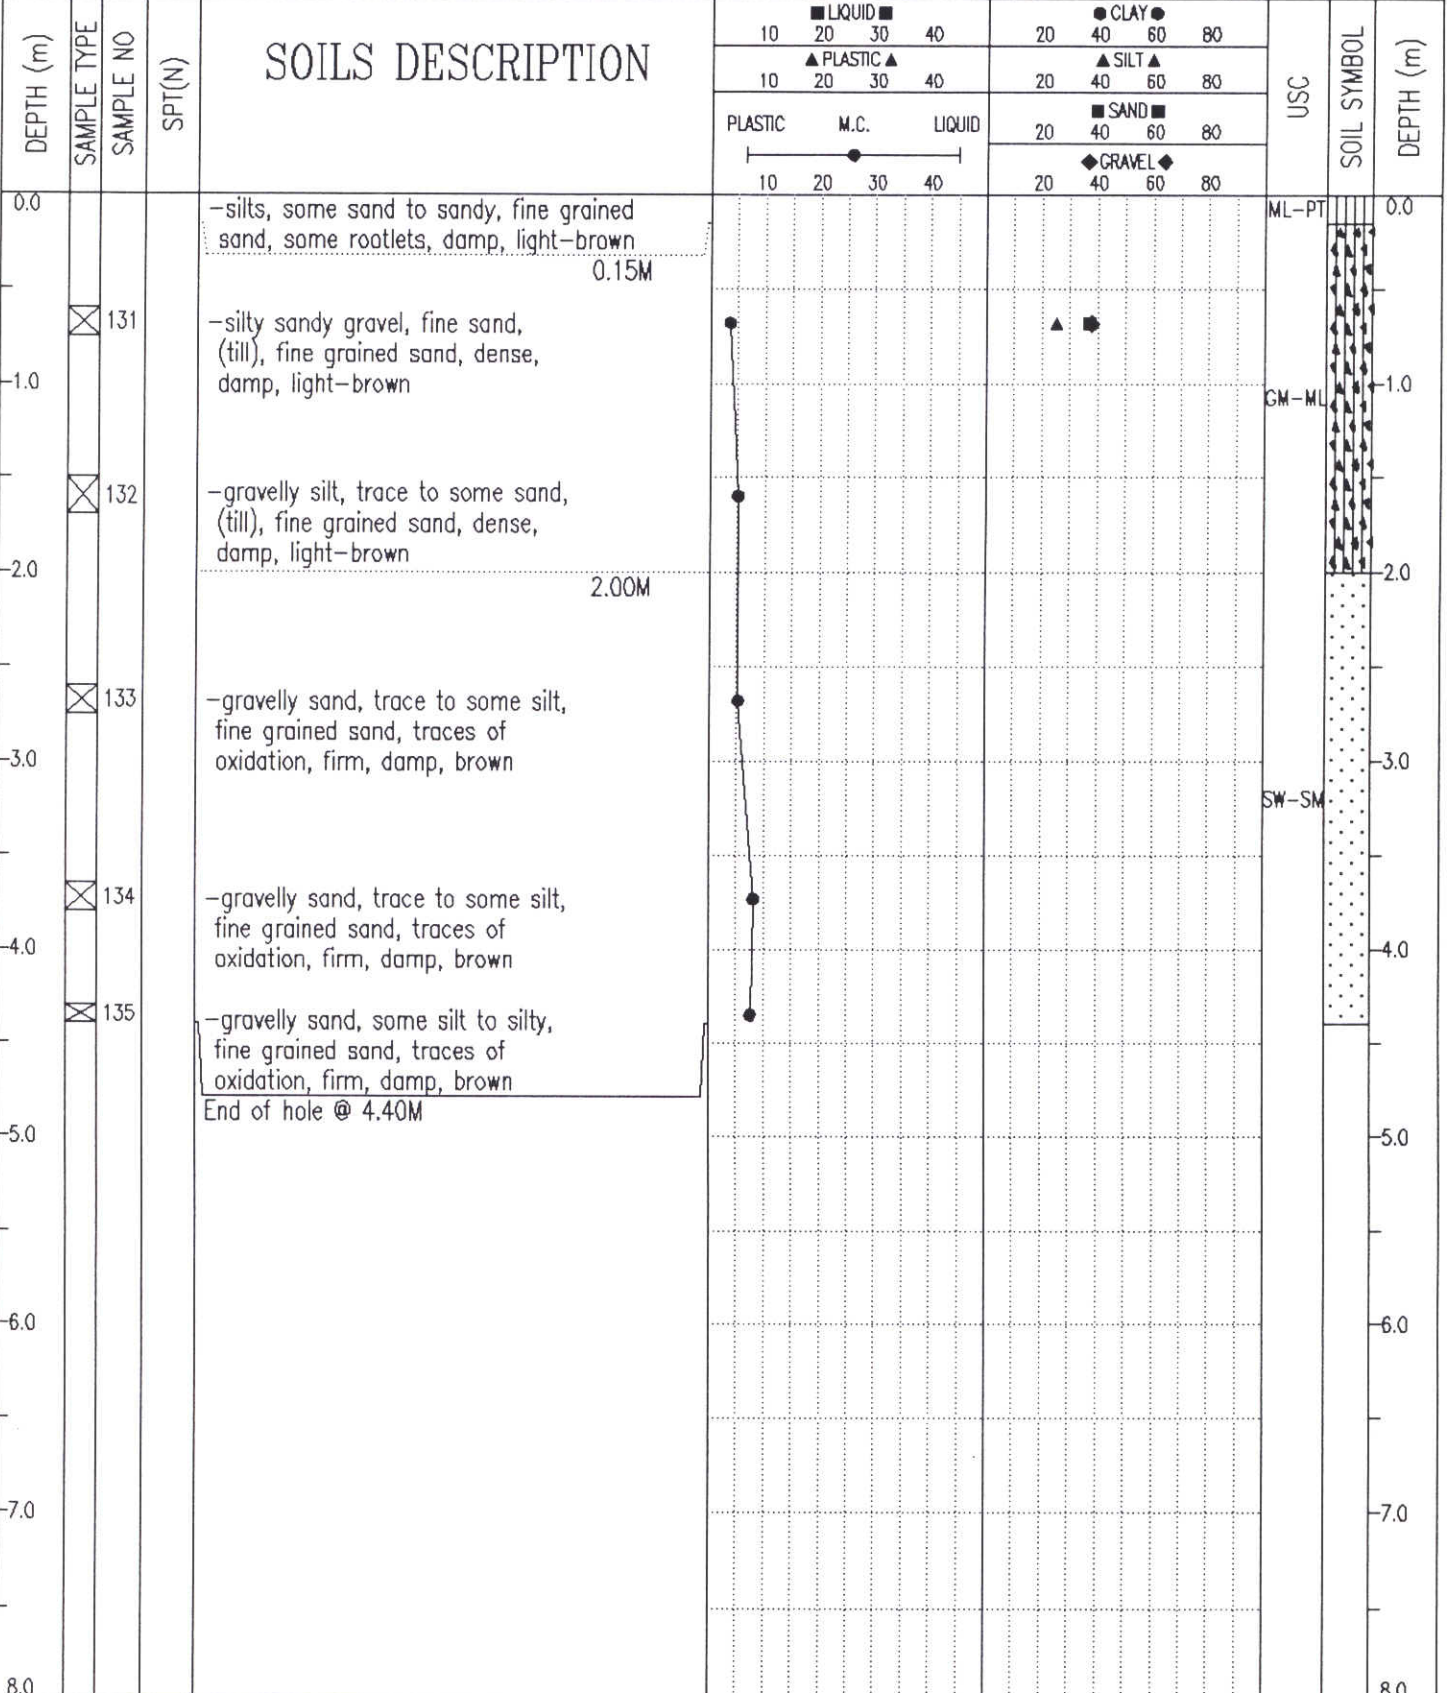 DEPTH (m)
SAMPLE TYPE
SAMPLE NO
SPT(N)
SOILS DESCRIPTION
■ LIQUID ■
10 20 30 40
▲ PLASTIC ▲
10 20 30 40
PLASTIC M.C. LIQUID
10 20 30 40
● CLAY ●
20 40 60 80
▲ SILT ▲
20 40 60 80
■ SAND ■
20 40 60 80
◆ GRAVEL ◆
20 40 60 80
USC
SOIL SYMBOL
DEPTH (m)
0.0
-silts, some sand to sandy, fine grained
sand, some rootlets, damp, light-brown
0.15M
ML-PT
0.0
131
-silty sandy gravel, fine sand,
(till), fine grained sand, dense,
damp, light-brown
1.0
1.0
GM-ML
132
-gravelly silt, trace to some sand,
(till), fine grained sand, dense,
damp, light-brown
2.0
2.00M
2.0
133
-gravelly sand, trace to some silt,
fine grained sand, traces of
oxidation, firm, damp, brown
3.0
3.0
SW-SM
134
-gravelly sand, trace to some silt,
fine grained sand, traces of
oxidation, firm, damp, brown
4.0
4.0
135
-gravelly sand, some silt to silty,
fine grained sand, traces of
oxidation, firm, damp, brown
End of hole @ 4.40M
5.0
5.0
6.0
6.0
7.0
7.0
8.0
8.0